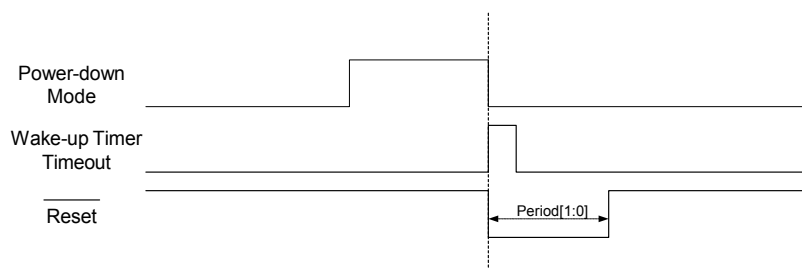 Power-down
Mode
Wake-up Timer
Timeout
Reset
Period[1:0]